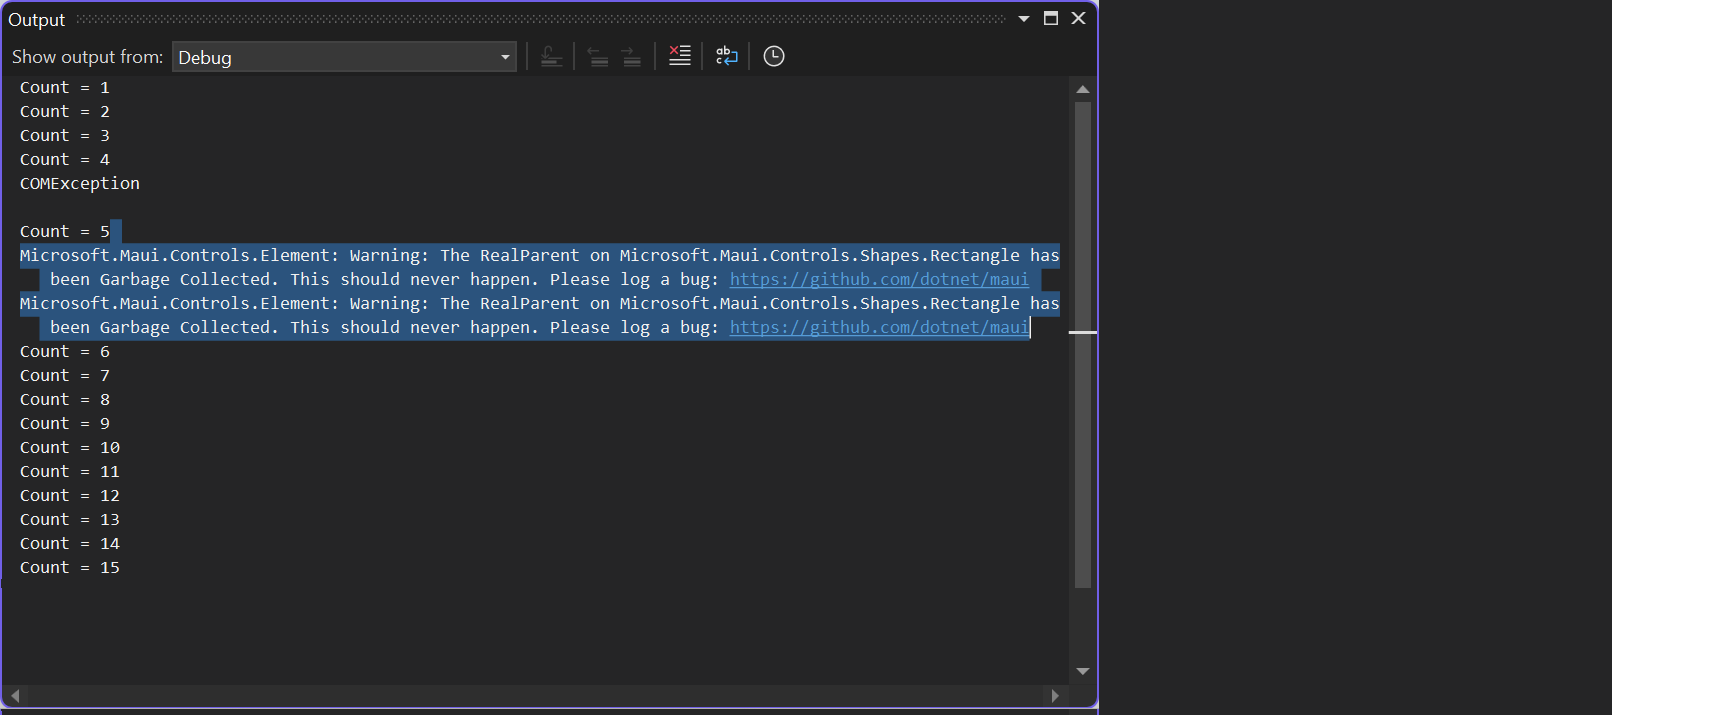 Output
Show output from: Debug
Count = 1
Count = 2
Count = 3
Count = 4
COMException
Count = 5
Microsoft.Maui.Controls.Element: Warning: The RealParent on Microsoft.Maui.Controls.Shapes.Rectangle has
been Garbage Collected. This should never happen. Please log a bug: https://github.com/dotnet/maui
Microsoft.Maui.Controls.Element: Warning: The RealParent on Microsoft.Maui.Controls.Shapes.Rectangle has
been Garbage Collected. This should never happen. Please log a bug: https://github.com/dotnet/maui
Count = 6
Count = 7
Count = 8
Count = 9
Count = 10
Count = 11
Count = 12
Count = 13
Count = 14
Count = 15